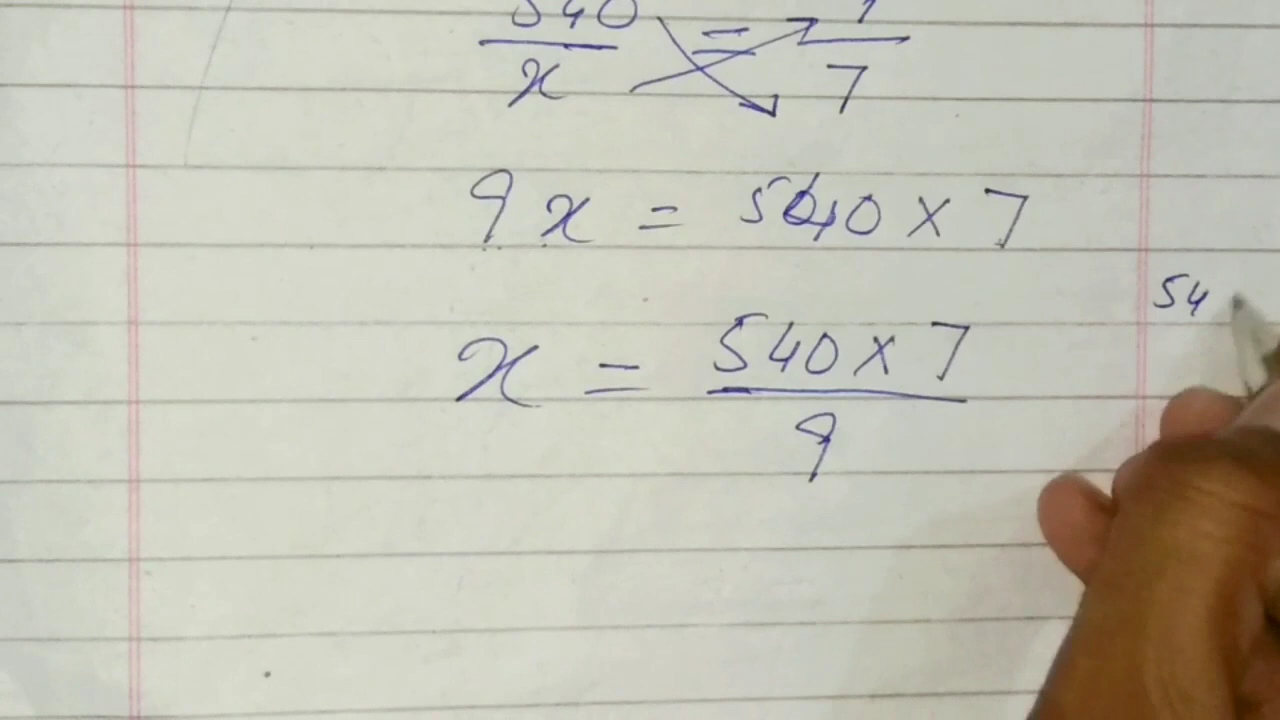 540/x = 9/7
9x = 540 × 7
54
x = 540 × 7
9